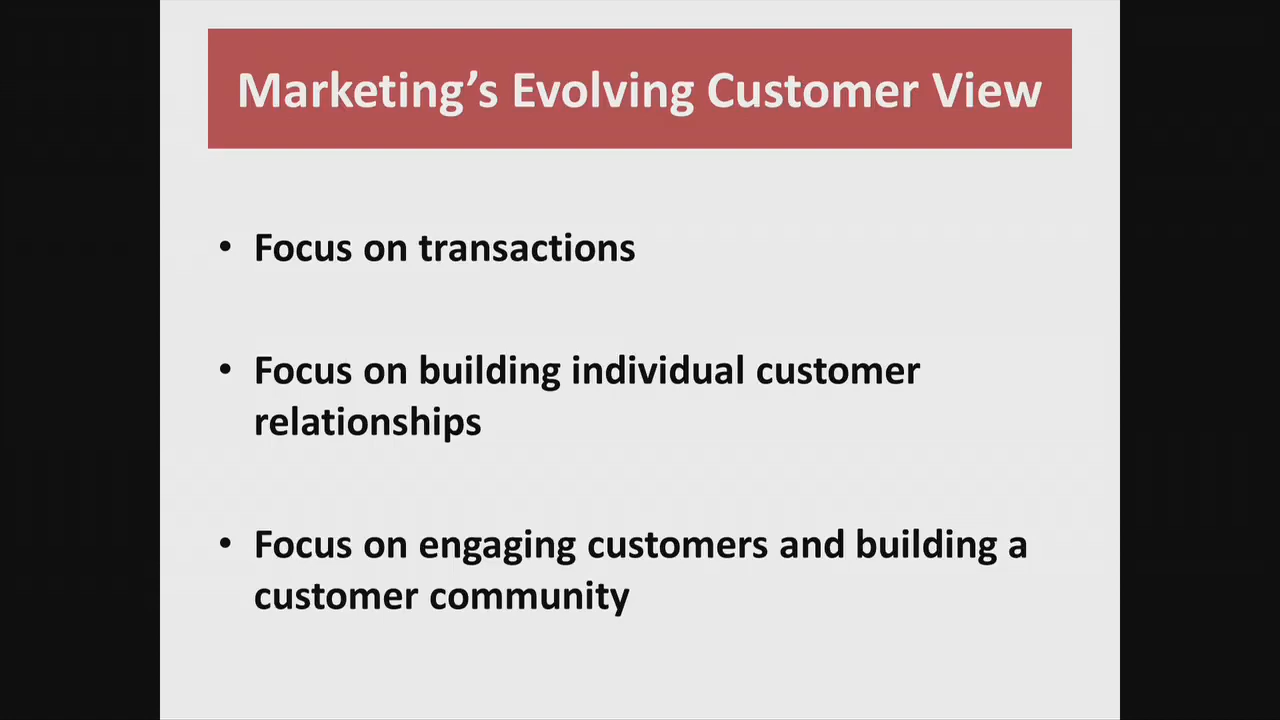 Marketing’s Evolving Customer View
• Focus on transactions
• Focus on building individual customer
relationships
• Focus on engaging customers and building a
customer community